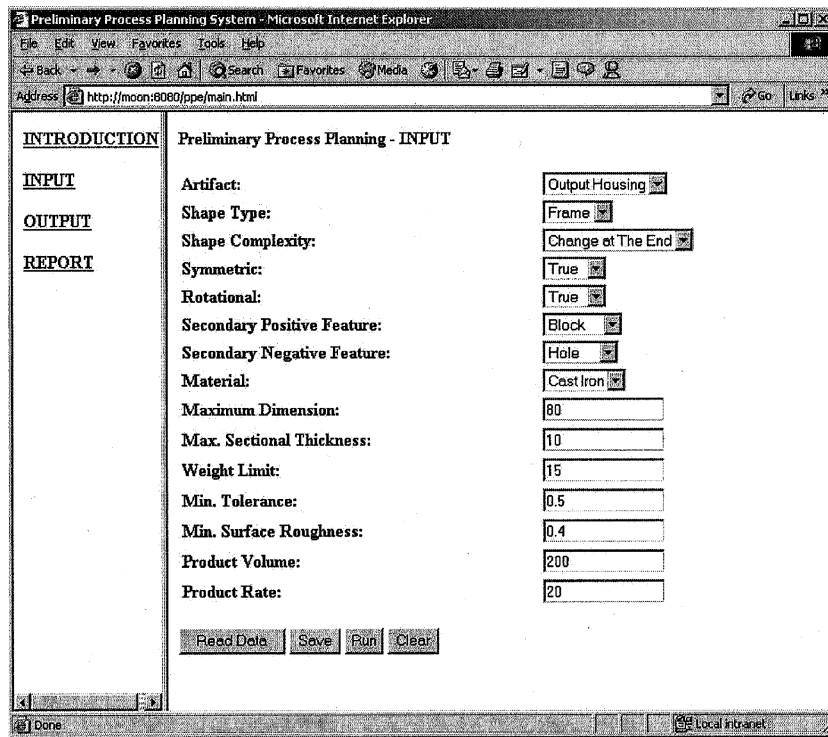 Preliminary Process Planning System - Microsoft Internet Explorer
File Edit View Favorites Tools Help
Back Search Favorites Media
Address http://moon:8080/ppe/main.html Go Links »
INTRODUCTION
INPUT
OUTPUT
REPORT
Preliminary Process Planning - INPUT
Artifact: Output Housing
Shape Type: Frame
Shape Complexity: Change at The End
Symmetric: True
Rotational: True
Secondary Positive Feature: Block
Secondary Negative Feature: Hole
Material: Cast Iron
Maximum Dimension: 80
Max. Sectional Thickness: 10
Weight Limit: 15
Min. Tolerance: 0.5
Min. Surface Roughness: 0.4
Product Volume: 200
Product Rate: 20
Read Data Save Run Clear
Done Local intranet